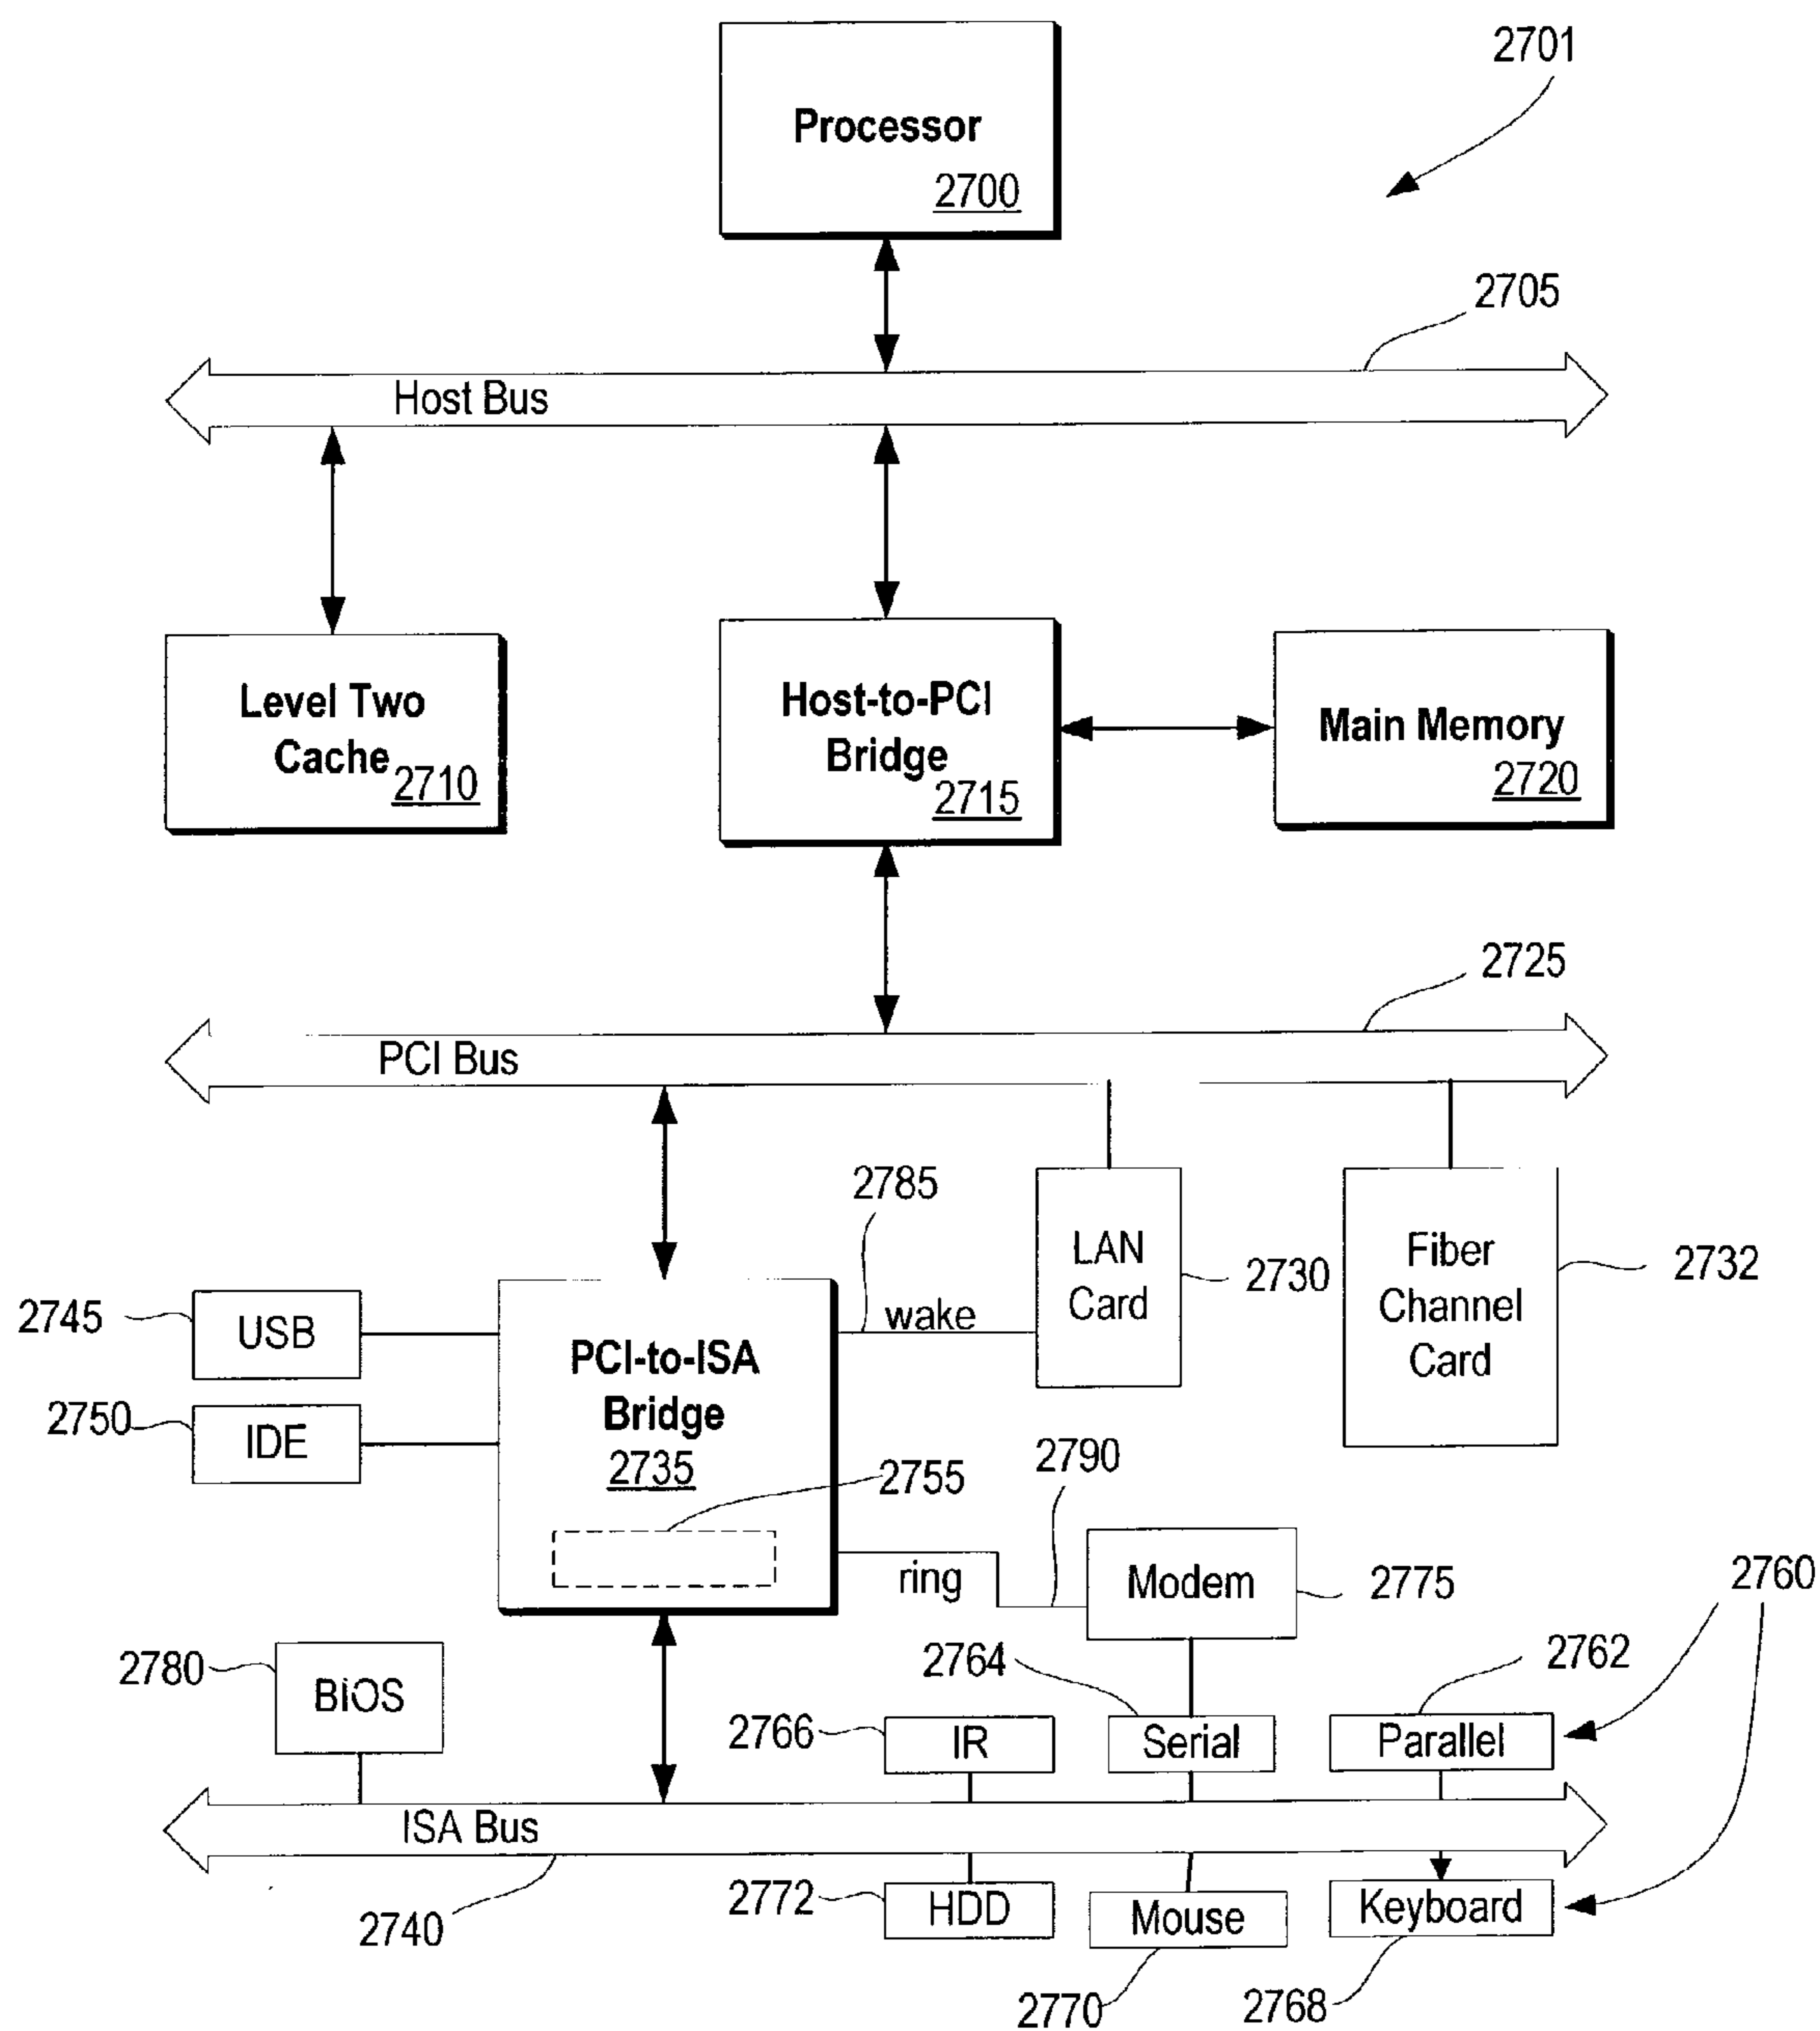 2701
Processor
2700
2705
Host Bus
Level Two
Cache
2710
Host-to-PCI
Bridge
2715
Main Memory
2720
2725
PCI Bus
2785
LAN
Card
2730
Fiber
Channel
Card
2732
wake
2745
USB
2750
IDE
PCI-to-ISA
Bridge
2735
2755
2790
ring
Modem
2775
2760
2780
BIOS
2764
2762
2766
IR
Serial
Parallel
ISA Bus
2740
2772
HDD
Mouse
Keyboard
2770
2768